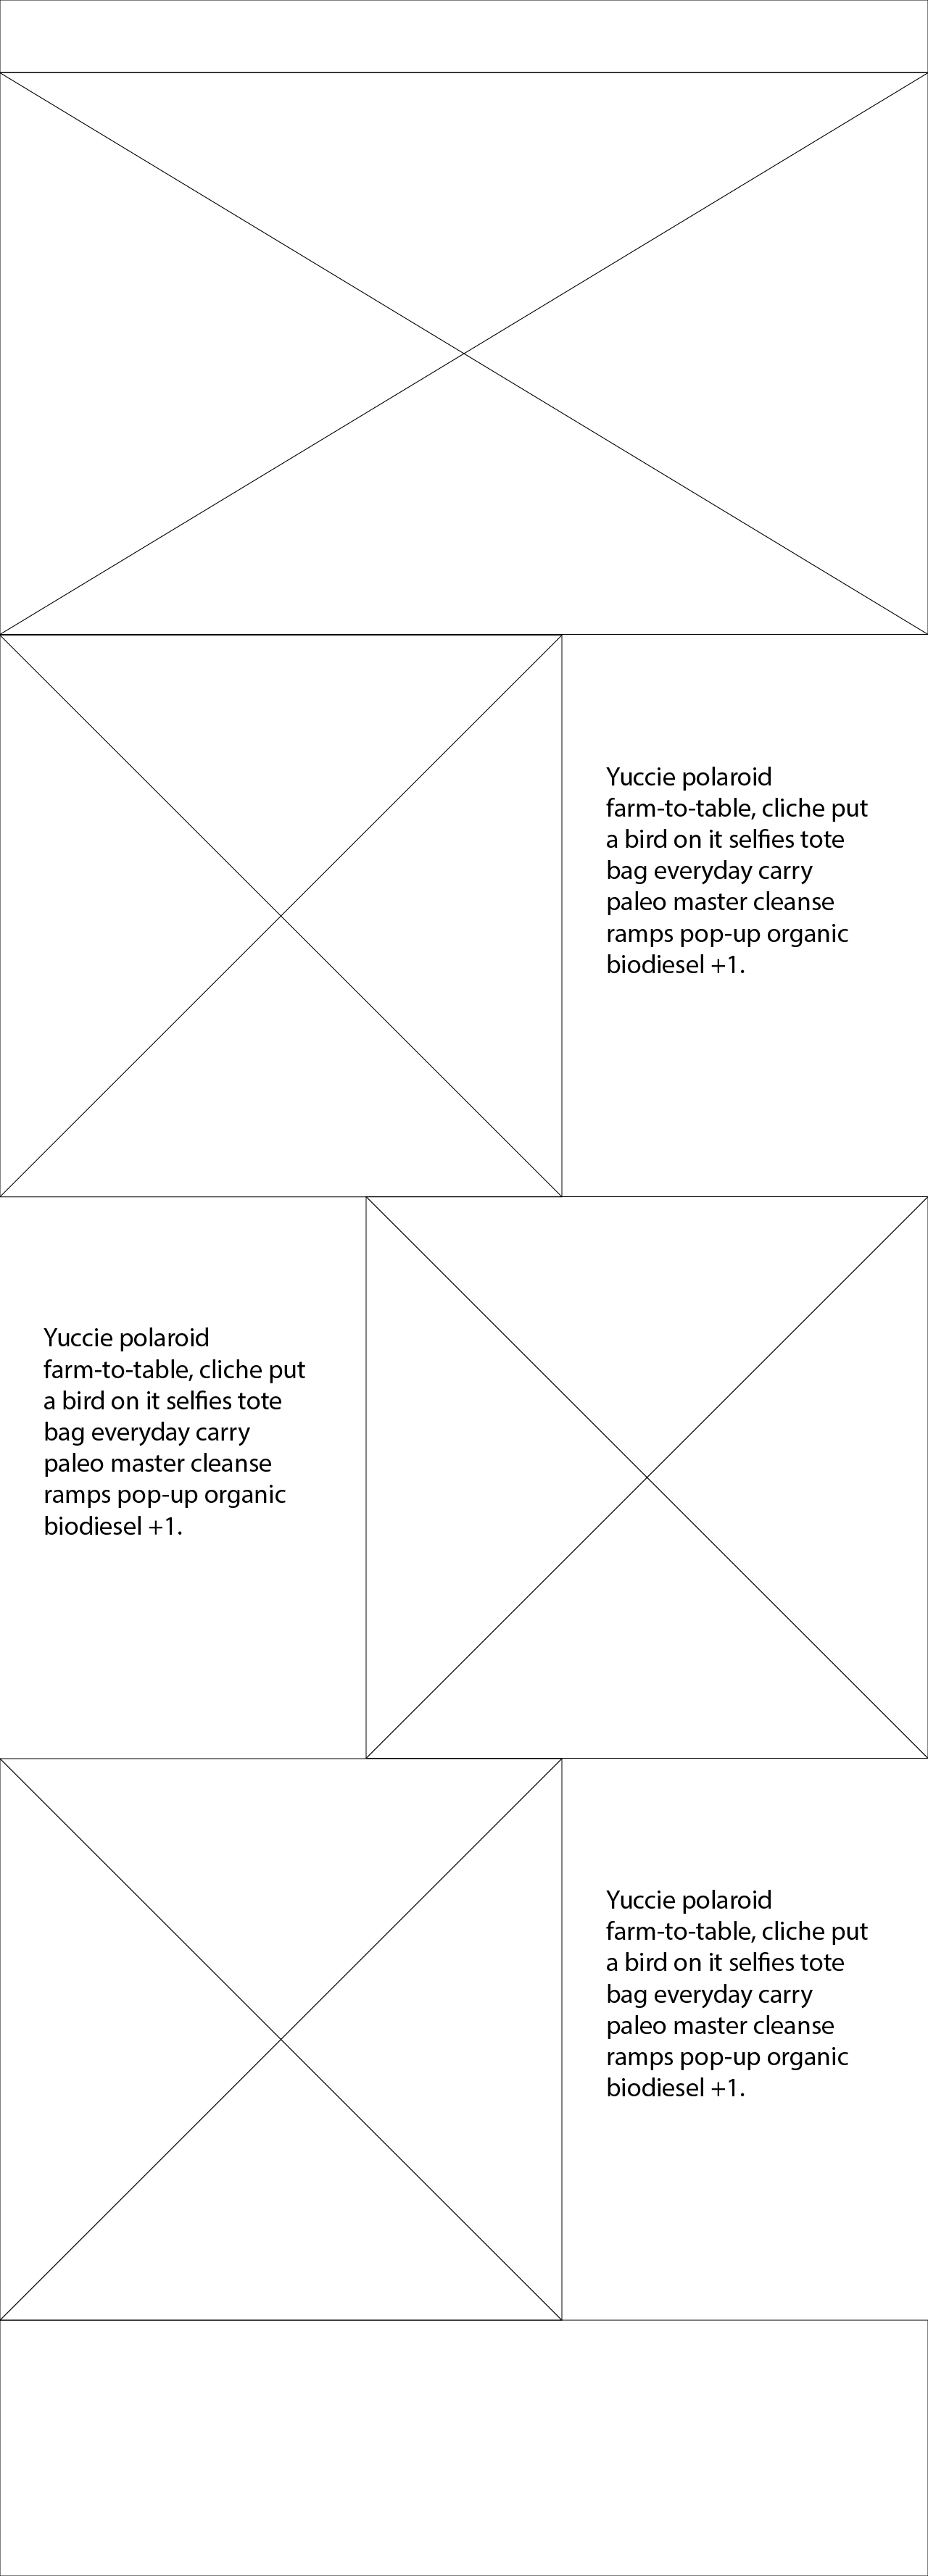 Yuccie polaroid
farm-to-table, cliche put
a bird on it selfies tote
bag everyday carry
paleo master cleanse
ramps pop-up organic
biodiesel +1.
Yuccie polaroid
farm-to-table, cliche put
a bird on it selfies tote
bag everyday carry
paleo master cleanse
ramps pop-up organic
biodiesel +1.
Yuccie polaroid
farm-to-table, cliche put
a bird on it selfies tote
bag everyday carry
paleo master cleanse
ramps pop-up organic
biodiesel +1.